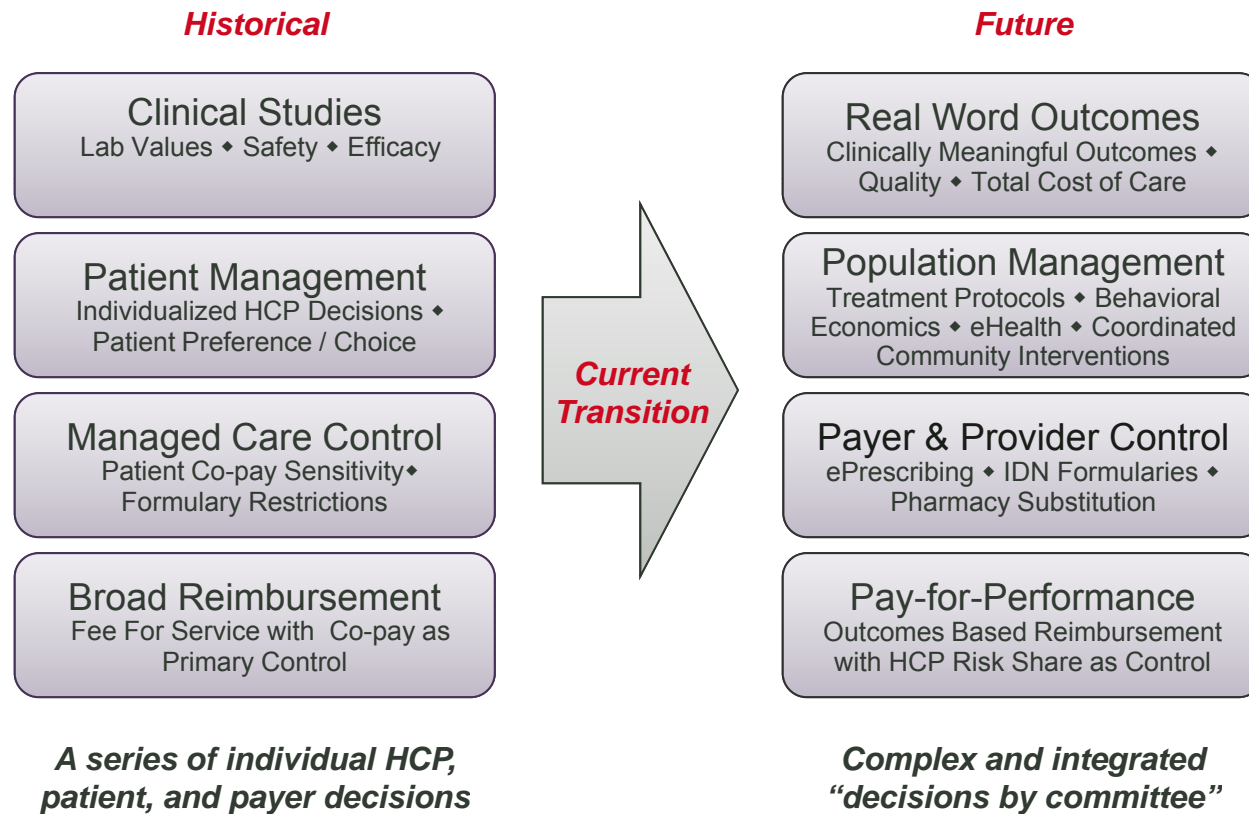 Historical
Clinical Studies
Lab Values ◆ Safety ◆ Efficacy
Patient Management
Individualized HCP Decisions ◆
Patient Preference / Choice
Managed Care Control
Patient Co-pay Sensitivity◆
Formulary Restrictions
Broad Reimbursement
Fee For Service with Co-pay as
Primary Control
A series of individual HCP,
patient, and payer decisions
Current
Transition
Future
Real Word Outcomes
Clinically Meaningful Outcomes ◆
Quality ◆ Total Cost of Care
Population Management
Treatment Protocols ◆ Behavioral
Economics ◆ eHealth ◆ Coordinated
Community Interventions
Payer & Provider Control
ePrescribing ◆ IDN Formularies ◆
Pharmacy Substitution
Pay-for-Performance
Outcomes Based Reimbursement
with HCP Risk Share as Control
Complex and integrated
“decisions by committee”